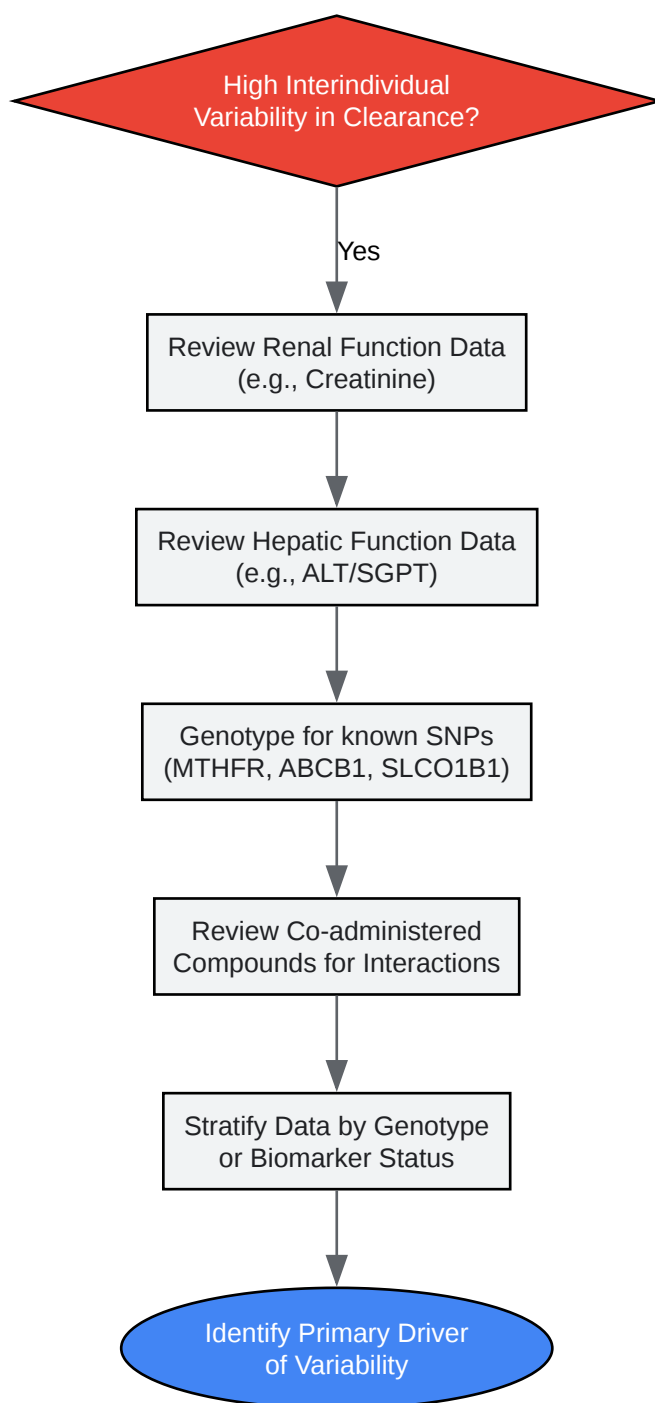 High Interindividual
Variability in Clearance?
Yes
Review Renal Function Data
(e.g., Creatinine)
Review Hepatic Function Data
(e.g., ALT/SGPT)
Genotype for known SNPs
(MTHFR, ABCB1, SLCO1B1)
Review Co-administered
Compounds for Interactions
Stratify Data by Genotype
or Biomarker Status
Identify Primary Driver
of Variability